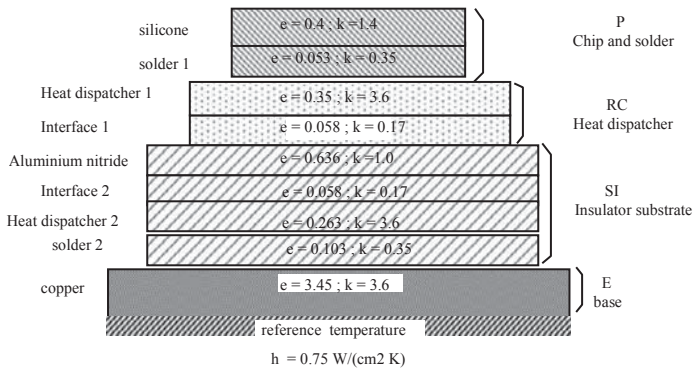 silicone e = 0.4 ; k =1.4 P
Chip and solder
solder 1 e = 0.053 ; k = 0.35
Heat dispatcher 1 e = 0.35; k = 3.6 RC
Heat dispatcher
Interface 1 e = 0.058 ; k = 0.17
Aluminium nitride e = 0.636 ; k =1.0
Interface 2 e = 0.058 ; k = 0.17 SI
Insulator substrate
Heat dispatcher 2 e = 0.263 ; k = 3.6
solder 2 e = 0.103 ; k = 0.35
copper e = 3.45 ; k = 3.6 E
base
reference temperature
h = 0.75 W/(cm2 K)